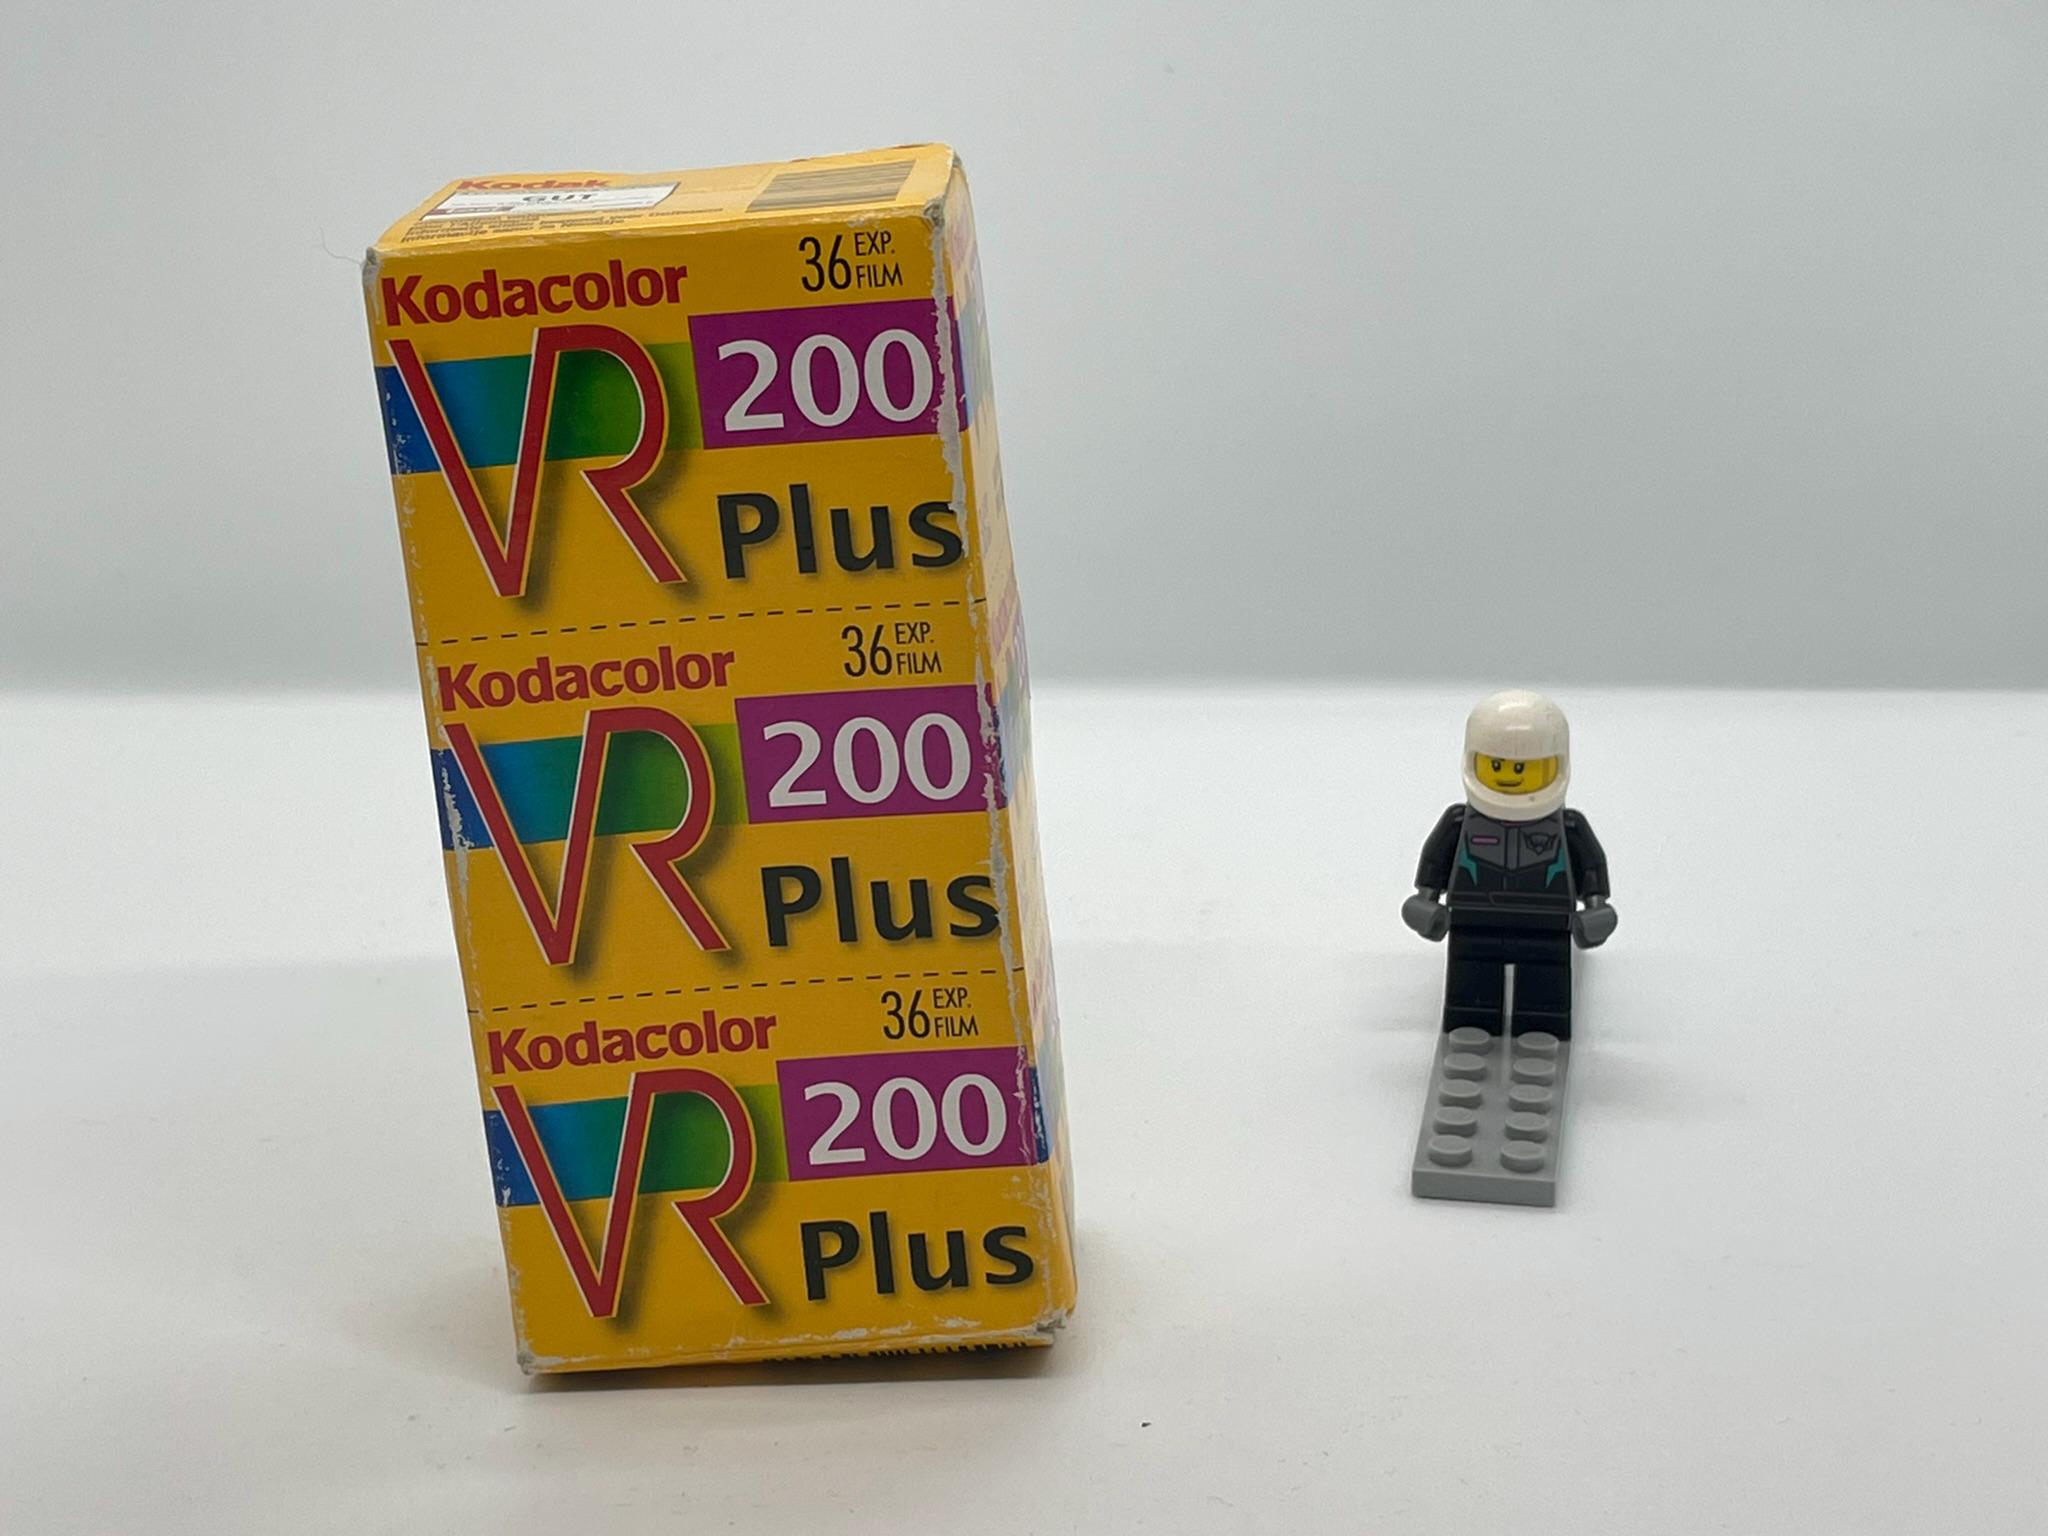 Kodak
GUT
Kodacolor 36 EXP. FILM
VR 200
Plus
Kodacolor 36 EXP. FILM
VR 200
Plus
Kodacolor 36 EXP. FILM
VR 200
Plus